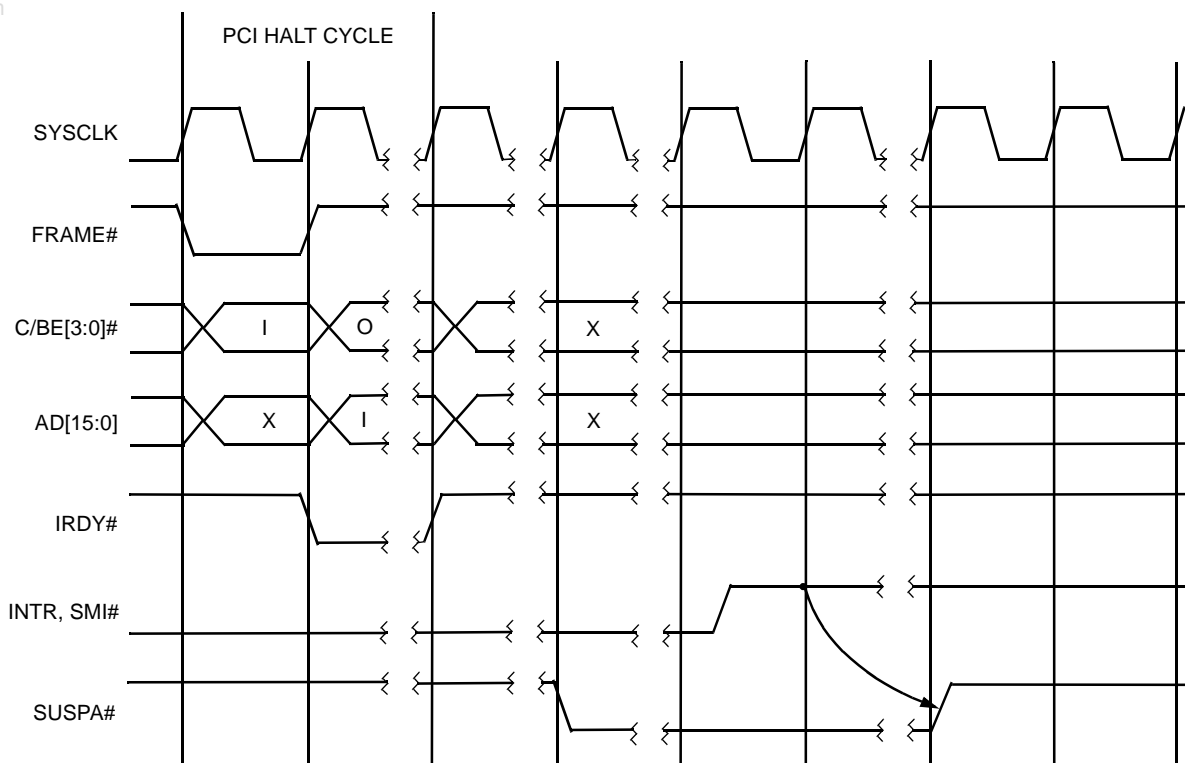 PCI HALT CYCLE
SYSCLK
FRAME#
C/BE[3:0]# I O X
AD[15:0] X I X
IRDY#
INTR, SMI#
SUSPA#